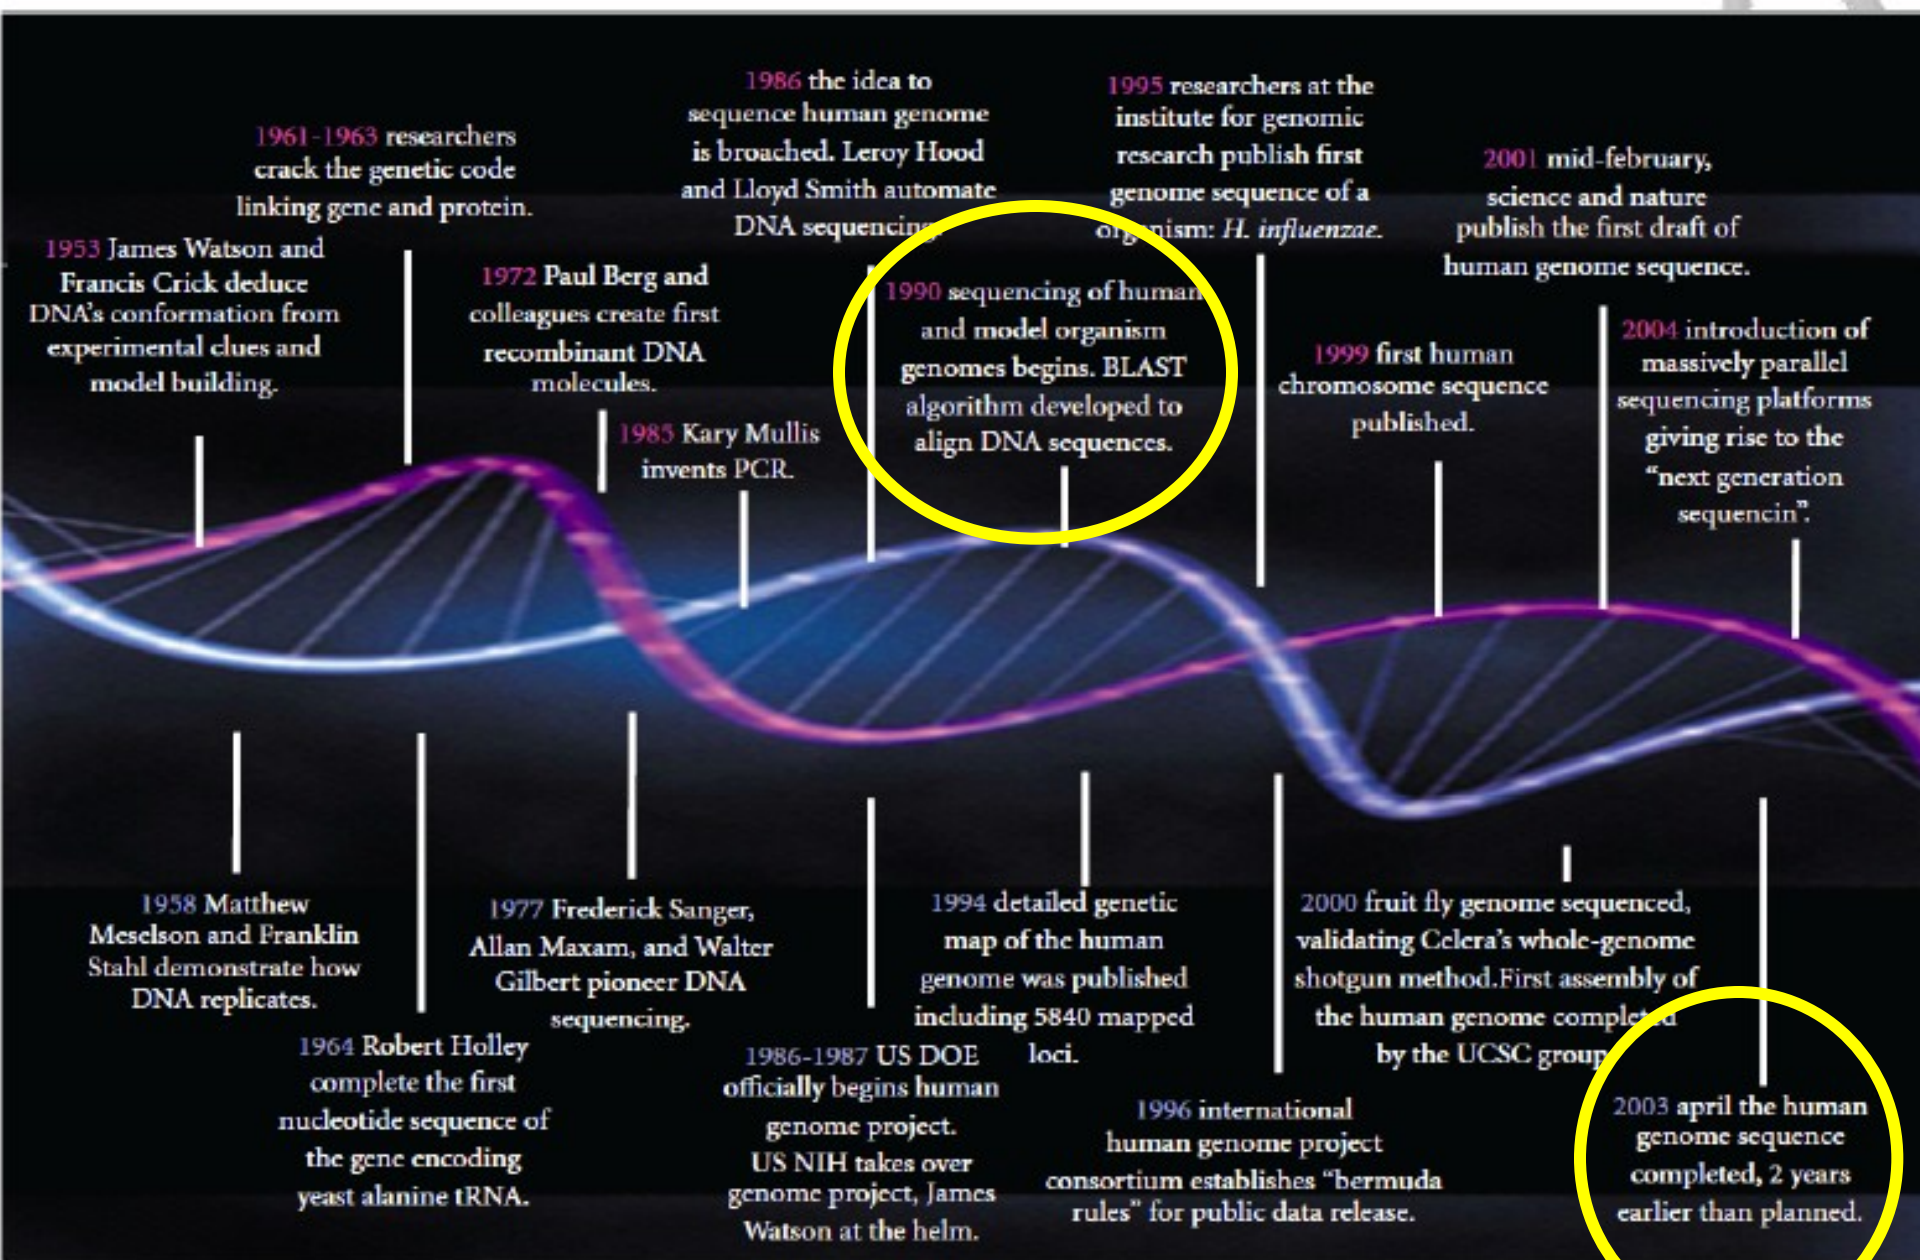 1953 James Watson and
Francis Crick deduce
DNA's conformation from
experimental clues and
model building.
1961-1963 researchers
crack the genetic code
linking gene and protein.
1972 Paul Berg and
colleagues create first
recombinant DNA
molecules.
1985 Kary Mullis
invents PCR.
1986 the idea to
sequence human genome
is broached. Leroy Hood
and Lloyd Smith automate
DNA sequencing.
1990 sequencing of human
and model organism
genomes begins. BLAST
algorithm developed to
align DNA sequences.
1995 researchers at the
institute for genomic
research publish first
genome sequence of a
organism: H. influenzae.
1999 first human
chromosome sequence
published.
2001 mid-february,
science and nature
publish the first draft of
human genome sequence.
2004 introduction of
massively parallel
sequencing platforms
giving rise to the
“next generation
sequencin”.
1958 Matthew
Meselson and Franklin
Stahl demonstrate how
DNA replicates.
1964 Robert Holley
complete the first
nucleotide sequence of
the gene encoding
yeast alanine tRNA.
1977 Frederick Sanger,
Allan Maxam, and Walter
Gilbert pioneer DNA
sequencing.
1986-1987 US DOE
officially begins human
genome project.
US NIH takes over
genome project, James
Watson at the helm.
1994 detailed genetic
map of the human
genome was published
including 5840 mapped
loci.
1996 international
human genome project
consortium establishes “bermuda
rules” for public data release.
2000 fruit fly genome sequenced,
validating Celera's whole-genome
shotgun method.First assembly of
the human genome completed
by the UCSC group
2003 april the human
genome sequence
completed, 2 years
earlier than planned.